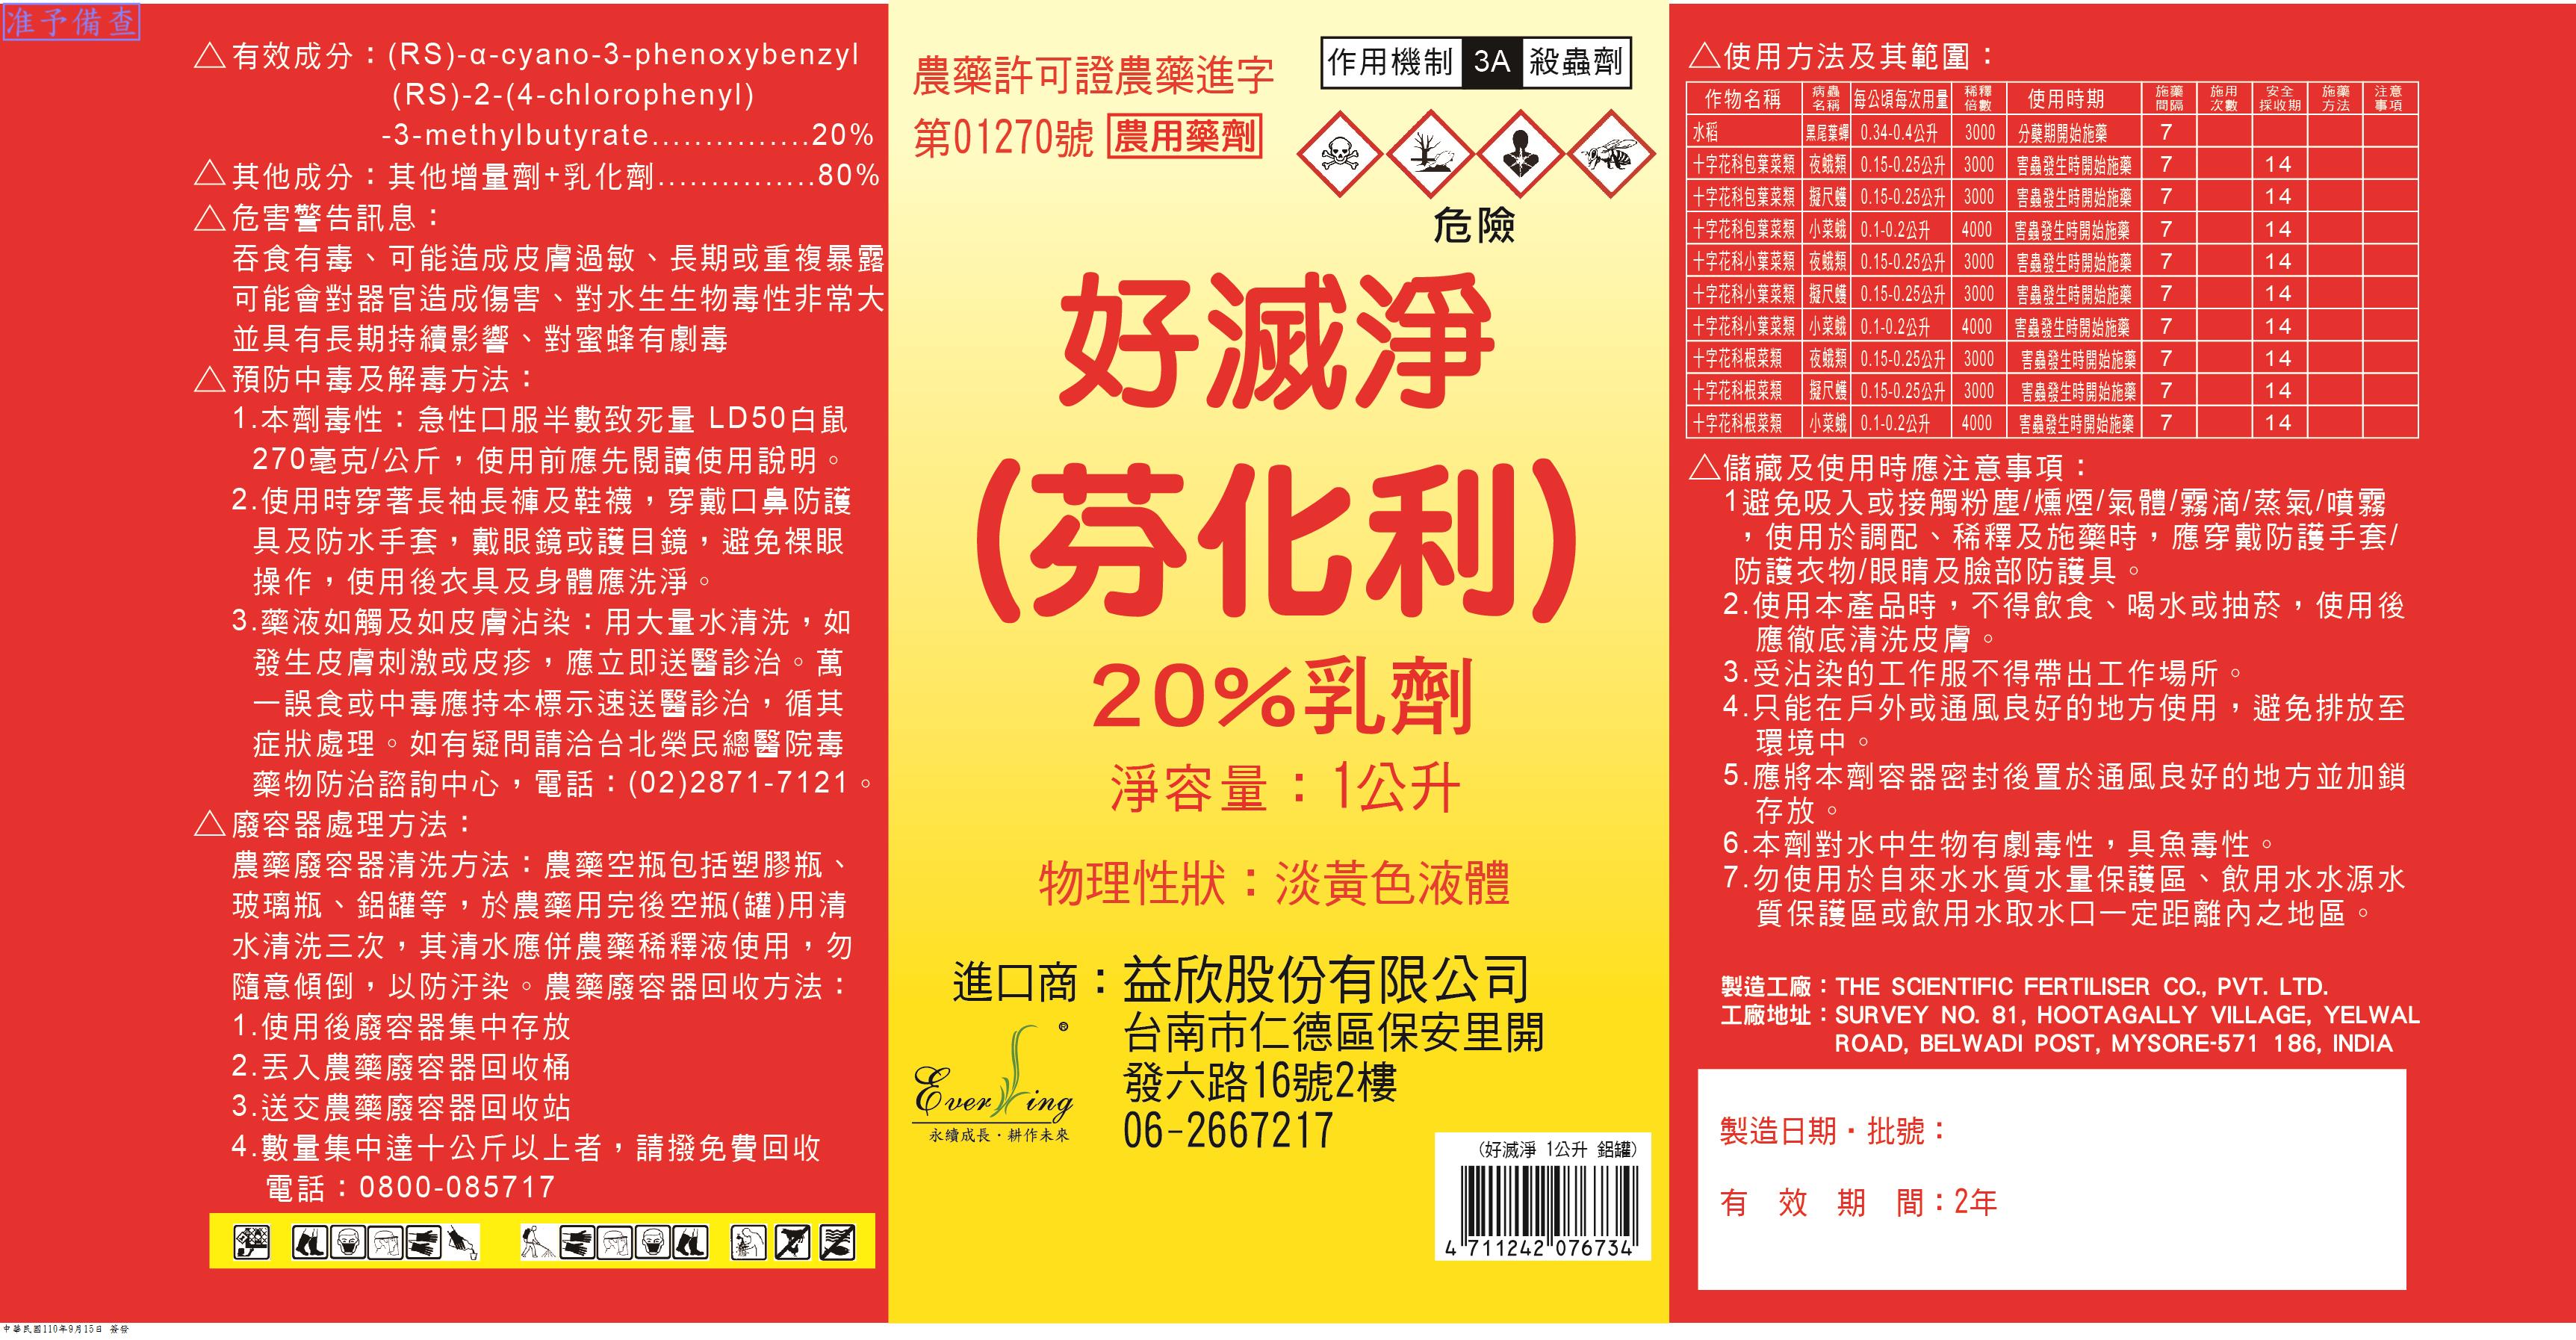 准予備查
△有效成分：(RS)-α-cyano-3-phenoxybenzyl
(RS)-2-(4-chlorophenyl)
-3-methylbutyrate...............20%
△其他成分：其他增量劑+乳化劑...............80%
△危害警告訊息：
吞食有毒、可能造成皮膚過敏、長期或重複暴露
可能會對器官造成傷害、對水生生物毒性非常大
並具有長期持續影響、對蜜蜂有劇毒
△預防中毒及解毒方法：
1.本劑毒性：急性口服半數致死量 LD50白鼠
270毫克/公斤，使用前應先閱讀使用說明。
2.使用時穿著長袖長褲及鞋襪，穿戴口鼻防護
具及防水手套，戴眼鏡或護目鏡，避免裸眼
操作，使用後衣具及身體應洗淨。
3.藥液如觸及如皮膚沾染：用大量水清洗，如
發生皮膚刺激或皮疹，應立即送醫診治。萬
一誤食或中毒應持本標示速送醫診治，循其
症狀處理。如有疑問請洽台北榮民總醫院毒
藥物防治諮詢中心，電話：(02)2871-7121。
△廢容器處理方法：
農藥廢容器清洗方法：農藥空瓶包括塑膠瓶、
玻璃瓶、鋁罐等，於農藥用完後空瓶(罐)用清
水清洗三次，其清水應併農藥稀釋液使用，勿
隨意傾倒，以防汙染。農藥廢容器回收方法：
1.使用後廢容器集中存放
2.丟入農藥廢容器回收桶
3.送交農藥廢容器回收站
4.數量集中達十公斤以上者，請撥免費回收
電話：0800-085717
農藥許可證農藥進字
第01270號 農用藥劑
作用機制 3A 殺蟲劑
危險
好滅淨
(芬化利)
20%乳劑
淨容量：1公升
物理性狀：淡黃色液體
進口商：益欣股份有限公司
台南市仁德區保安里開
發六路16號2樓
06-2667217
®
EverSing
永續成長・耕作未來
(好滅淨 1公升 鋁罐)
4 711242 076734
△使用方法及其範圍：
作物名稱 病蟲名稱 每公頃每次用量 稀釋倍數 使用時期 施藥間隔 施用次數 安全採收期 施藥方法 注意事項
水稻 黑尾葉蟬 0.34-0.4公升 3000 分蘗期開始施藥 7
十字花科包葉菜類 夜蛾類 0.15-0.25公升 3000 害蟲發生時開始施藥 7 14
十字花科包葉菜類 擬尺蠖 0.15-0.25公升 3000 害蟲發生時開始施藥 7 14
十字花科包葉菜類 小菜蛾 0.1-0.2公升 4000 害蟲發生時開始施藥 7 14
十字花科小葉菜類 夜蛾類 0.15-0.25公升 3000 害蟲發生時開始施藥 7 14
十字花科小葉菜類 擬尺蠖 0.15-0.25公升 3000 害蟲發生時開始施藥 7 14
十字花科小葉菜類 小菜蛾 0.1-0.2公升 4000 害蟲發生時開始施藥 7 14
十字花科根菜類 夜蛾類 0.15-0.25公升 3000 害蟲發生時開始施藥 7 14
十字花科根菜類 擬尺蠖 0.15-0.25公升 3000 害蟲發生時開始施藥 7 14
十字花科根菜類 小菜蛾 0.1-0.2公升 4000 害蟲發生時開始施藥 7 14
△儲藏及使用時應注意事項：
1避免吸入或接觸粉塵/燻煙/氣體/霧滴/蒸氣/噴霧
，使用於調配、稀釋及施藥時，應穿戴防護手套/
防護衣物/眼睛及臉部防護具。
2.使用本產品時，不得飲食、喝水或抽菸，使用後
應徹底清洗皮膚。
3.受沾染的工作服不得帶出工作場所。
4.只能在戶外或通風良好的地方使用，避免排放至
環境中。
5.應將本劑容器密封後置於通風良好的地方並加鎖
存放。
6.本劑對水中生物有劇毒性，具魚毒性。
7.勿使用於自來水水質水量保護區、飲用水水源水
質保護區或飲用水取水口一定距離內之地區。
製造工廠：THE SCIENTIFIC FERTILISER CO., PVT. LTD.
工廠地址：SURVEY NO. 81, HOOTAGALLY VILLAGE, YELWAL
ROAD, BELWADI POST, MYSORE-571 186, INDIA
製造日期・批號：
有 效 期 間：2年
中華民國110年9月15日 簽發